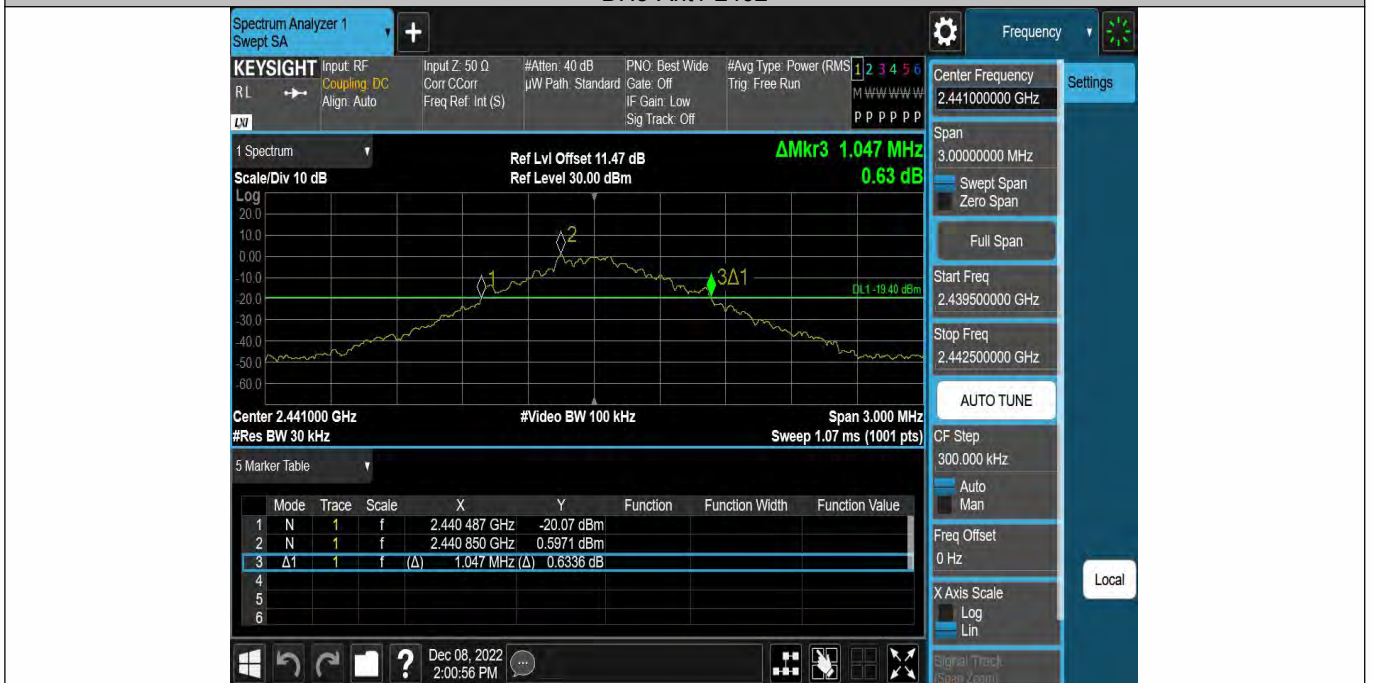 Spectrum Analyzer 1
Swept SA
+
Frequency
KEYSIGHT
RL
LXI
Input: RF
Coupling: DC
Align: Auto
Input Z: 50 Ω
Corr CCorr
Freq Ref: Int (S)
#Atten: 40 dB
µW Path: Standard
PNO: Best Wide
Gate: Off
IF Gain: Low
Sig Track: Off
#Avg Type: Power (RMS
Trig: Free Run
1 2 3 4 5 6
M W W W W W
P P P P P P
Center Frequency
2.441000000 GHz
Settings
Span
3.00000000 MHz
Swept Span
Zero Span
Full Span
Start Freq
2.439500000 GHz
Stop Freq
2.442500000 GHz
AUTO TUNE
CF Step
300.000 kHz
Auto
Man
Freq Offset
0 Hz
X Axis Scale
Log
Lin
Signal Track
(Span Zoom)
Local
1 Spectrum
Scale/Div 10 dB
Ref Lvl Offset 11.47 dB
Ref Level 30.00 dBm
ΔMkr3 1.047 MHz
0.63 dB
Log
20.0
10.0
0.00
-10.0
-20.0
-30.0
-40.0
-50.0
-60.0
1
2
3Δ1
DL1 -19.40 dBm
Center 2.441000 GHz
#Video BW 100 kHz
Span 3.000 MHz
#Res BW 30 kHz
Sweep 1.07 ms (1001 pts)
5 Marker Table
Mode Trace Scale X Y Function Function Width Function Value
1 N 1 f 2.440 487 GHz -20.07 dBm
2 N 1 f 2.440 850 GHz 0.5971 dBm
3 Δ1 1 f (Δ) 1.047 MHz (Δ) 0.6336 dB
4
5
6
?
Dec 08, 2022
2:00:56 PM